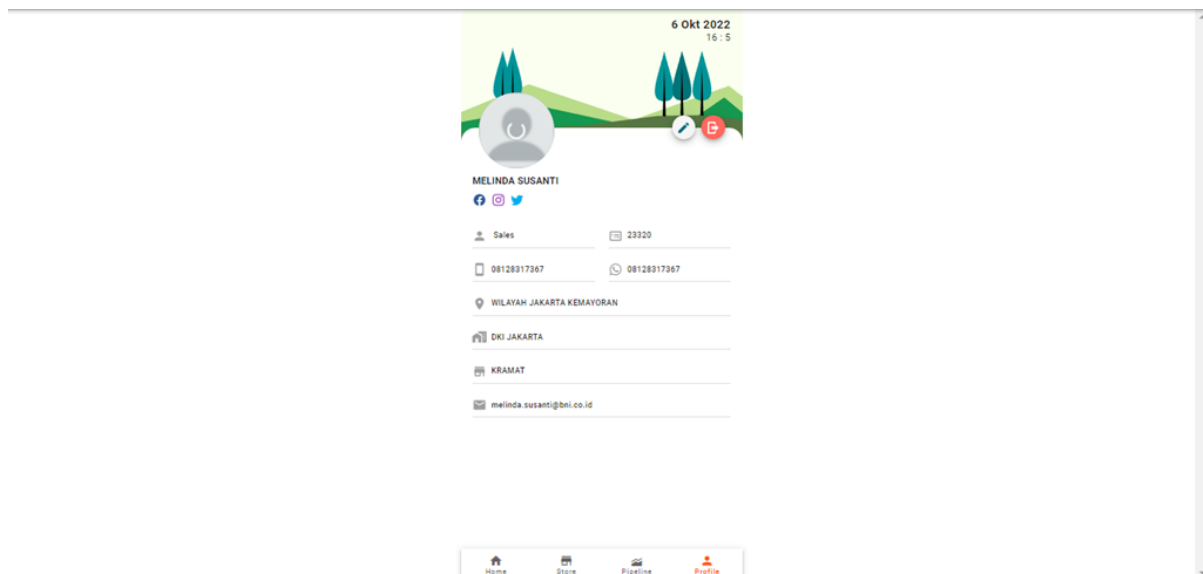 6 Okt 2022
16 : 5
MELINDA SUSANTI
Sales
23320
08128317367
08128317367
WILAYAH JAKARTA KEMAYORAN
DKI JAKARTA
KRAMAT
melinda.susanti@bni.co.id
Home
Store
Pipeline
Profile